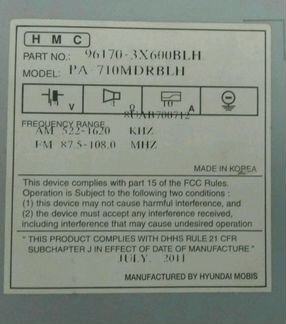 HMC
PART NO.: 96170-3X600BLH
MODEL: PA-710MDRBLH
V Ω 10 A
80AB700712
FREQUENCY RANGE
AM 522-1620 KHZ
FM 87.5-108.0 MHZ
MADE IN KOREA
This device complies with part 15 of the FCC Rules.
Operation is Subject to the following two conditions :
(1) this device may not cause harmful interference, and
(2) the device must accept any interference received,
including interference that may cause undesired operation
" THIS PRODUCT COMPLIES WITH DHHS RULE 21 CFR
SUBCHAPTER J IN EFFECT OF DATE OF MANUFACTURE "
JULY. 2011
MANUFACTURED BY HYUNDAI MOBIS